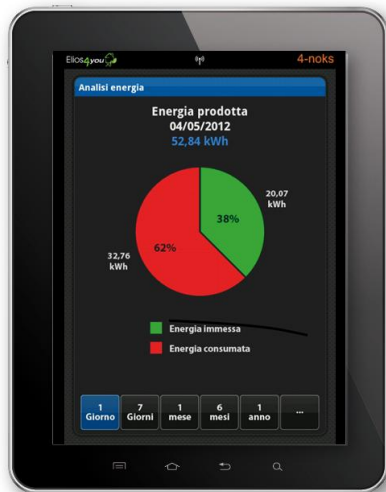 Elios4you
4-noks
Analisi energia
Energia prodotta
04/05/2012
52,84 kWh
20,07
kWh
38%
62%
32,76
kWh
Energia immessa
Energia consumata
1
Giorno
7
Giorni
1
mese
6
mesi
1
anno
...